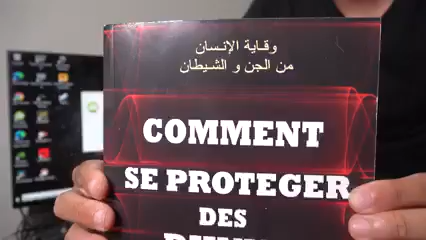 وقاية الإنسان
من الجن و الشيطان
COMMENT
SE PROTEGER
DES